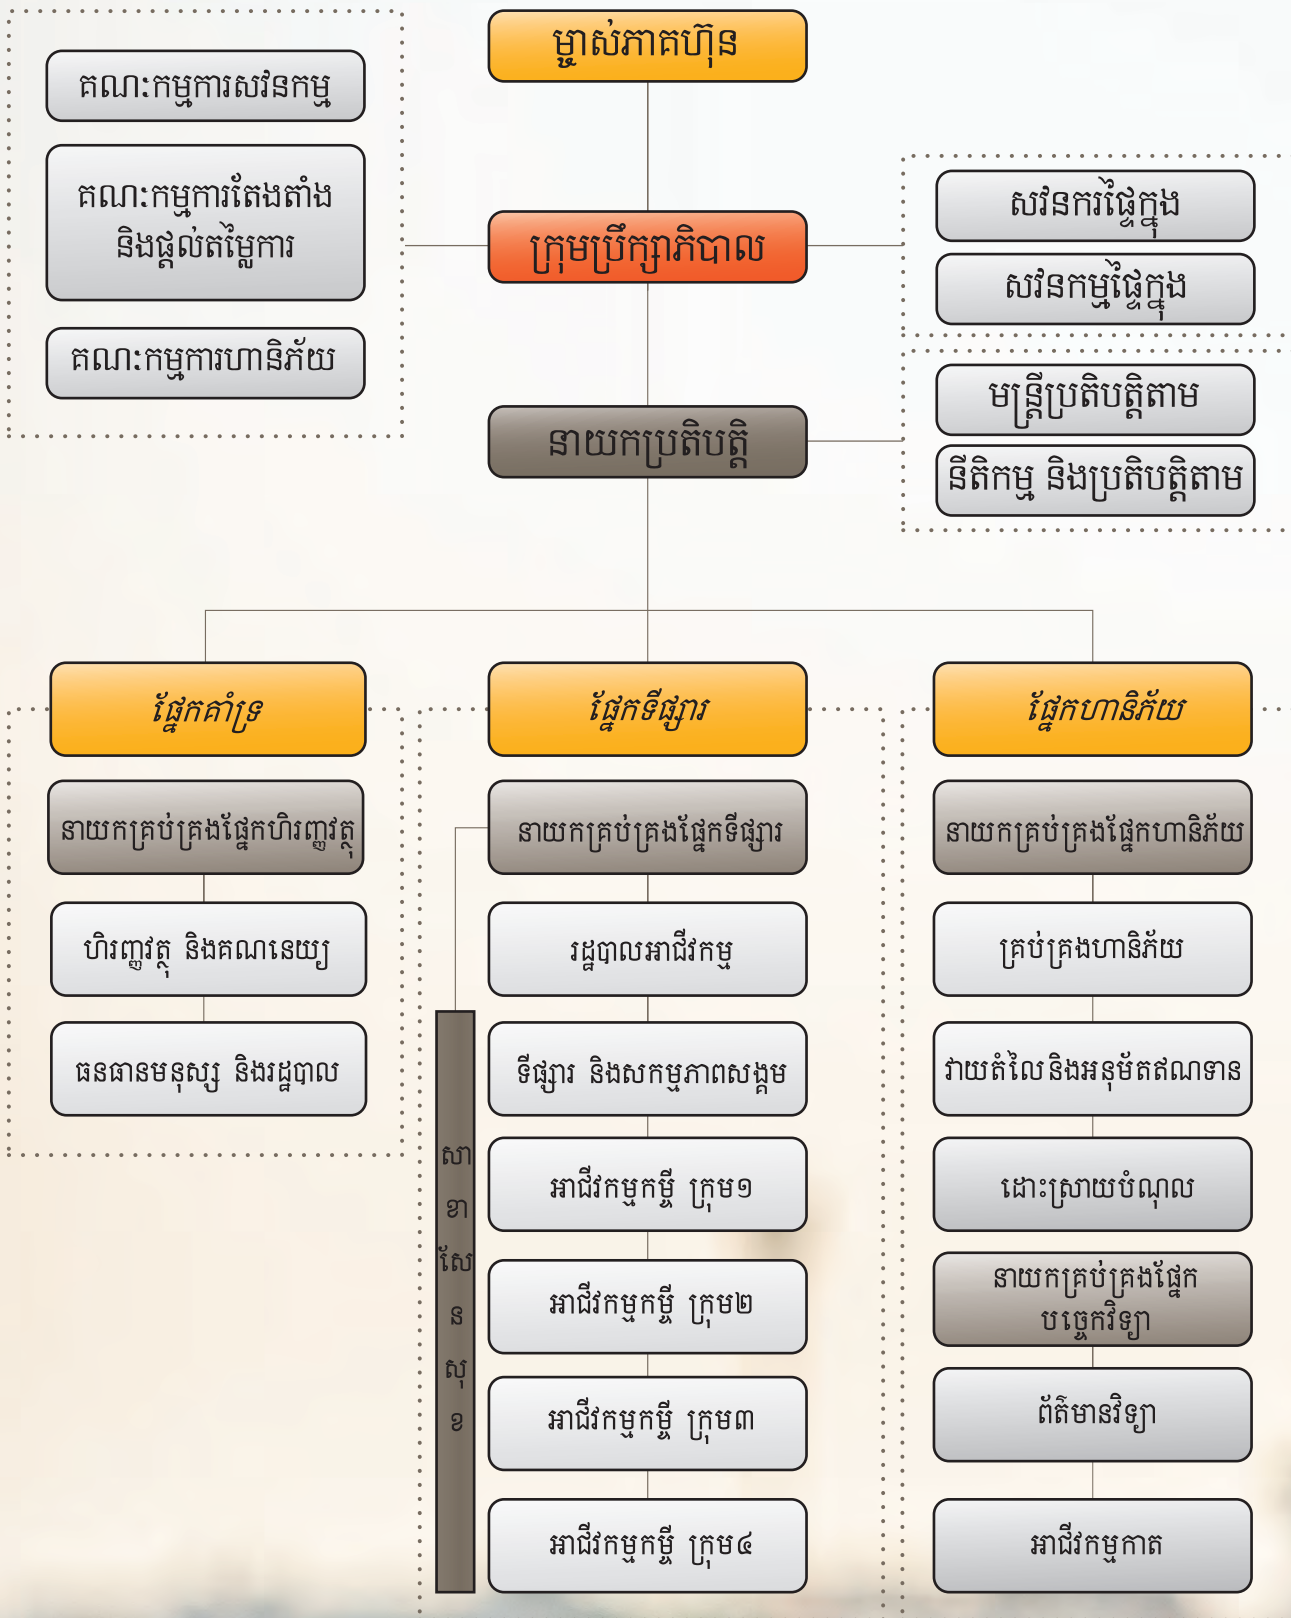 ម្ចាស់ភាគហ៊ុន
គណៈកម្មការសវនកម្ម
គណៈកម្មការតែងតាំង
និងផ្តល់តម្លៃការ
គណៈកម្មការហានិភ័យ
ក្រុមប្រឹក្សាភិបាល
សវនករផ្ទៃក្នុង
សវនកម្មផ្ទៃក្នុង
នាយកប្រតិបត្តិ
មន្ត្រីប្រតិបត្តិតាម
នីតិកម្ម និងប្រតិបត្តិតាម
ផ្នែកគាំទ្រ
នាយកគ្រប់គ្រងផ្នែកហិរញ្ញវត្ថុ
ហិរញ្ញវត្ថុ និងគណនេយ្យ
ធនធានមនុស្ស និងរដ្ឋបាល
ផ្នែកទីផ្សារ
នាយកគ្រប់គ្រងផ្នែកទីផ្សារ
រដ្ឋបាលអាជីវកម្ម
ទីផ្សារ និងសកម្មភាពសង្គម
អាជីវកម្មកម្ចី ក្រុម១
អាជីវកម្មកម្ចី ក្រុម២
អាជីវកម្មកម្ចី ក្រុម៣
អាជីវកម្មកម្ចី ក្រុម៤
សា
ខា
សែ
ន
សុ
ខ
ផ្នែកហានិភ័យ
នាយកគ្រប់គ្រងផ្នែកហានិភ័យ
គ្រប់គ្រងហានិភ័យ
វាយតំលៃនិងអនុម័តឥណទាន
ដោះស្រាយបំណុល
នាយកគ្រប់គ្រងផ្នែក
បច្ចេកវិទ្យា
ព័ត៌មានវិទ្យា
អាជីវកម្មកាត